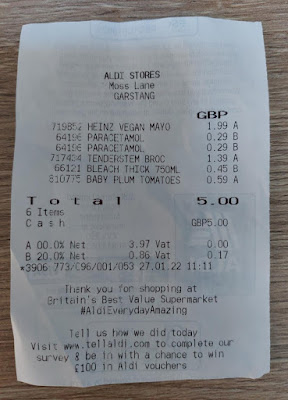 ALDI STORES
Moss Lane
GARSTANG
GBP
719852 HEINZ VEGAN MAYO 1.99 A
64196 PARACETAMOL 0.29 B
64196 PARACETAMOL 0.29 B
717404 TENDERSTEM BROC 1.39 A
66121 BLEACH THICK 750ML 0.45 B
810775 BABY PLUM TOMATOES 0.59 A
Total 5.00
6 Items
Cash GBP5.00
A 00.0% Net 3.97 Vat 0.00
B 20.0% Net 0.86 Vat 0.17
*3906 773/C96/001/053 27.01.22 11:11
Thank you for shopping at
Britain's Best Value Supermarket
#AldiEverydayAmazing
Tell us how we did today
Visit www.tellaldi.com to complete our
survey & be in with a chance to win
£100 in Aldi vouchers